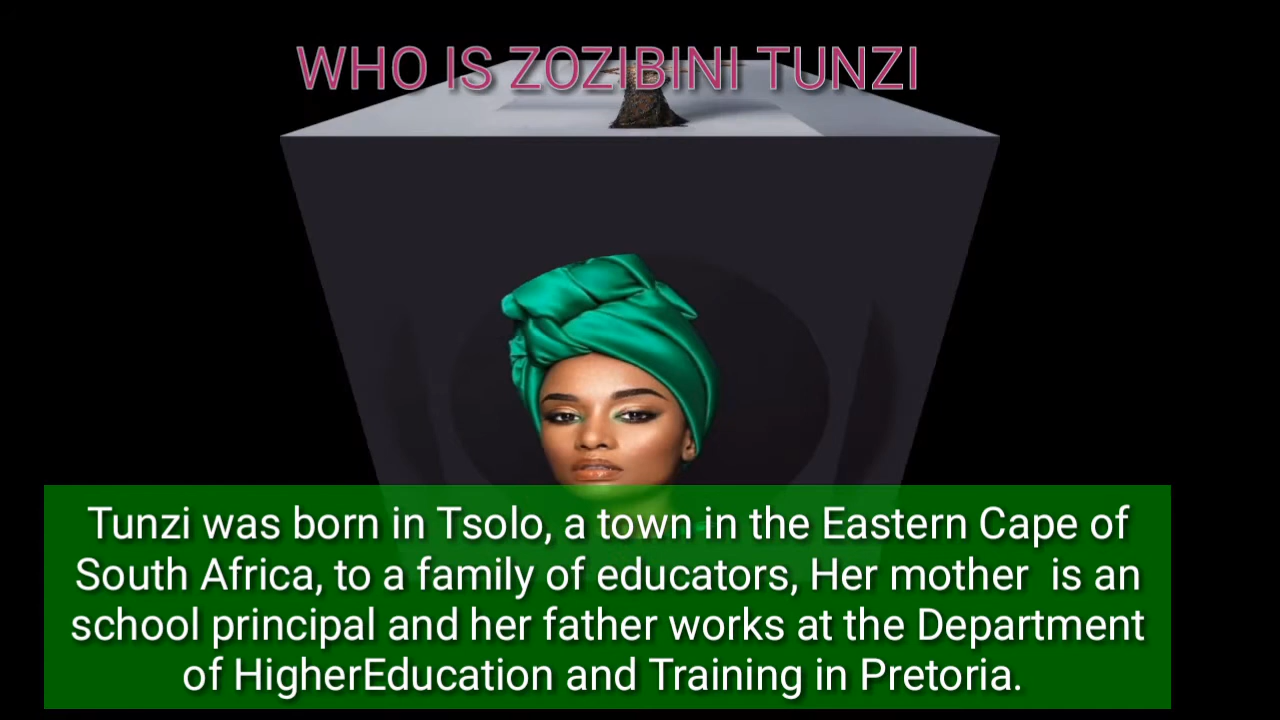 WHO IS ZOZIBINI TUNZI
Tunzi was born in Tsolo, a town in the Eastern Cape of
South Africa, to a family of educators, Her mother  is an
school principal and her father works at the Department
of HigherEducation and Training in Pretoria.